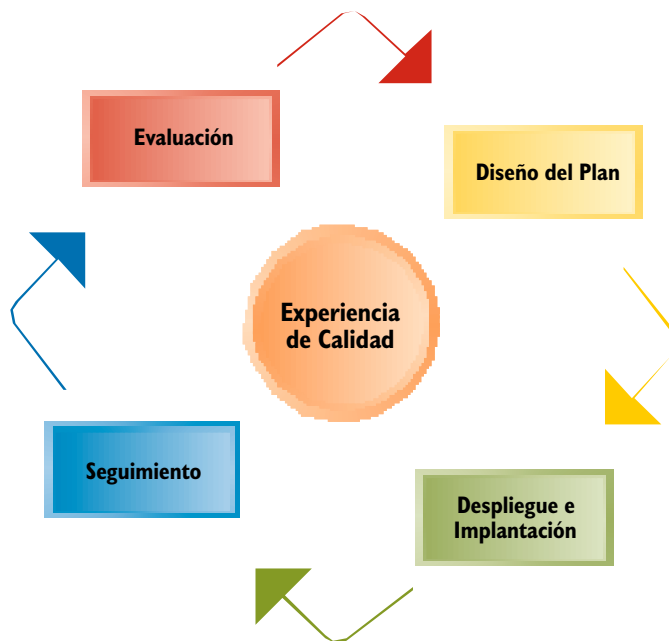 Evaluación
Diseño del Plan
Experiencia
de Calidad
Seguimiento
Despliegue e
Implantación